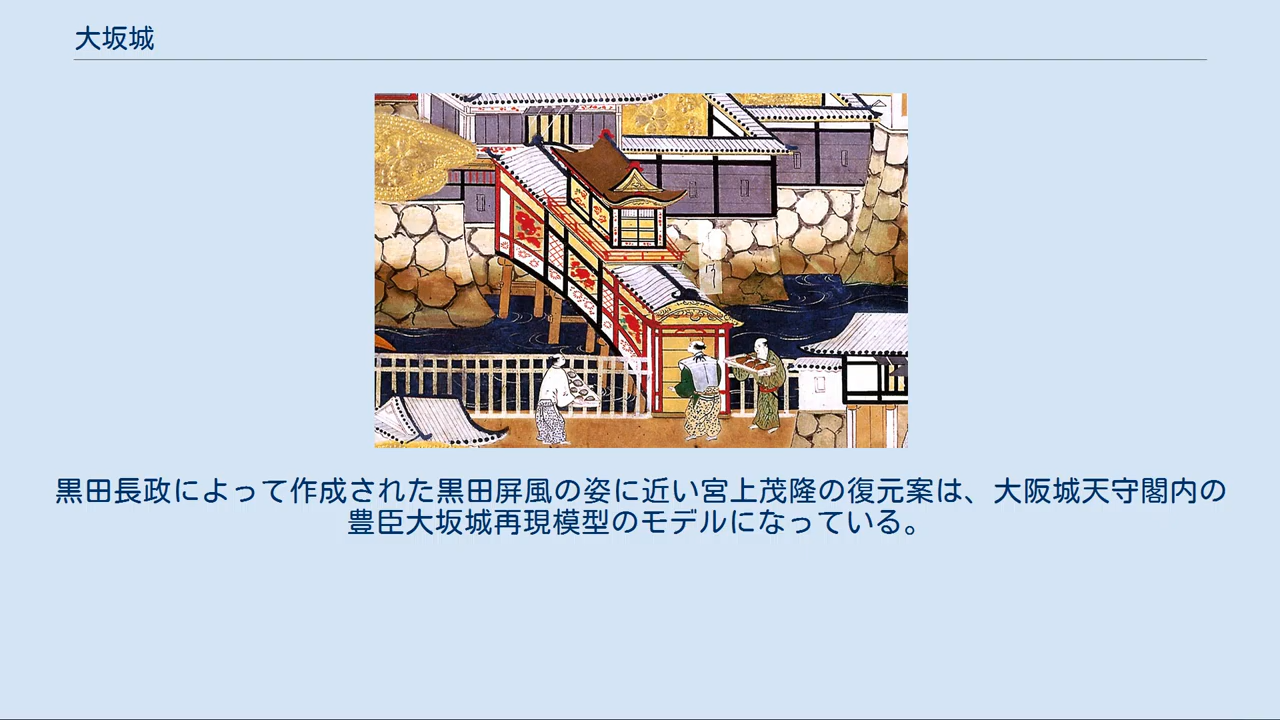 大坂城
黒田長政によって作成された黒田屏風の姿に近い宮上茂隆の復元案は、大阪城天守閣内の
豊臣大坂城再現模型のモデルになっている。